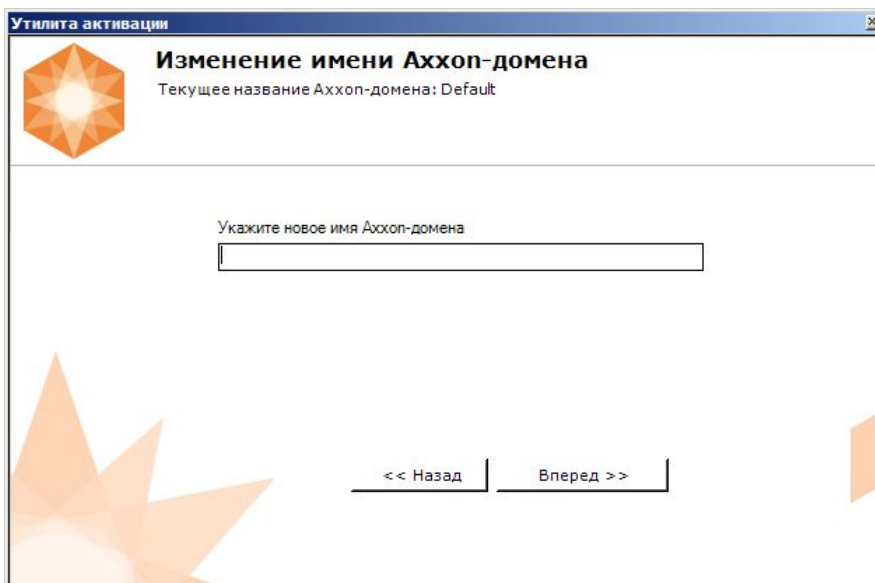 Утилита активации
Изменение имени Axxon-домена
Текущее название Axxon-домена: Default
Укажите новое имя Axxon-домена
<< Назад
Вперед >>